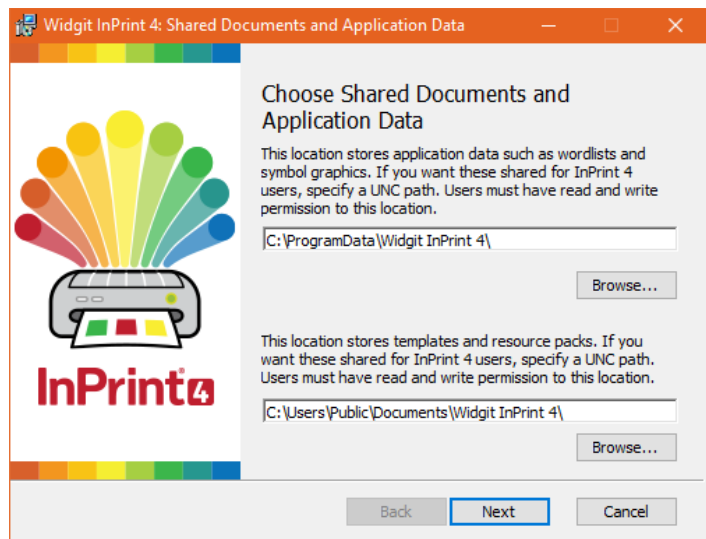 Widgit InPrint 4: Shared Documents and Application Data
Choose Shared Documents and
Application Data
This location stores application data such as wordlists and
symbol graphics. If you want these shared for InPrint 4
users, specify a UNC path. Users must have read and write
permission to this location.
C:\ProgramData\Widgit InPrint 4\
Browse...
This location stores templates and resource packs. If you
want these shared for InPrint 4 users, specify a UNC path.
Users must have read and write permission to this location.
C:\Users\Public\Documents\Widgit InPrint 4\
Browse...
InPrint 4
Back Next Cancel